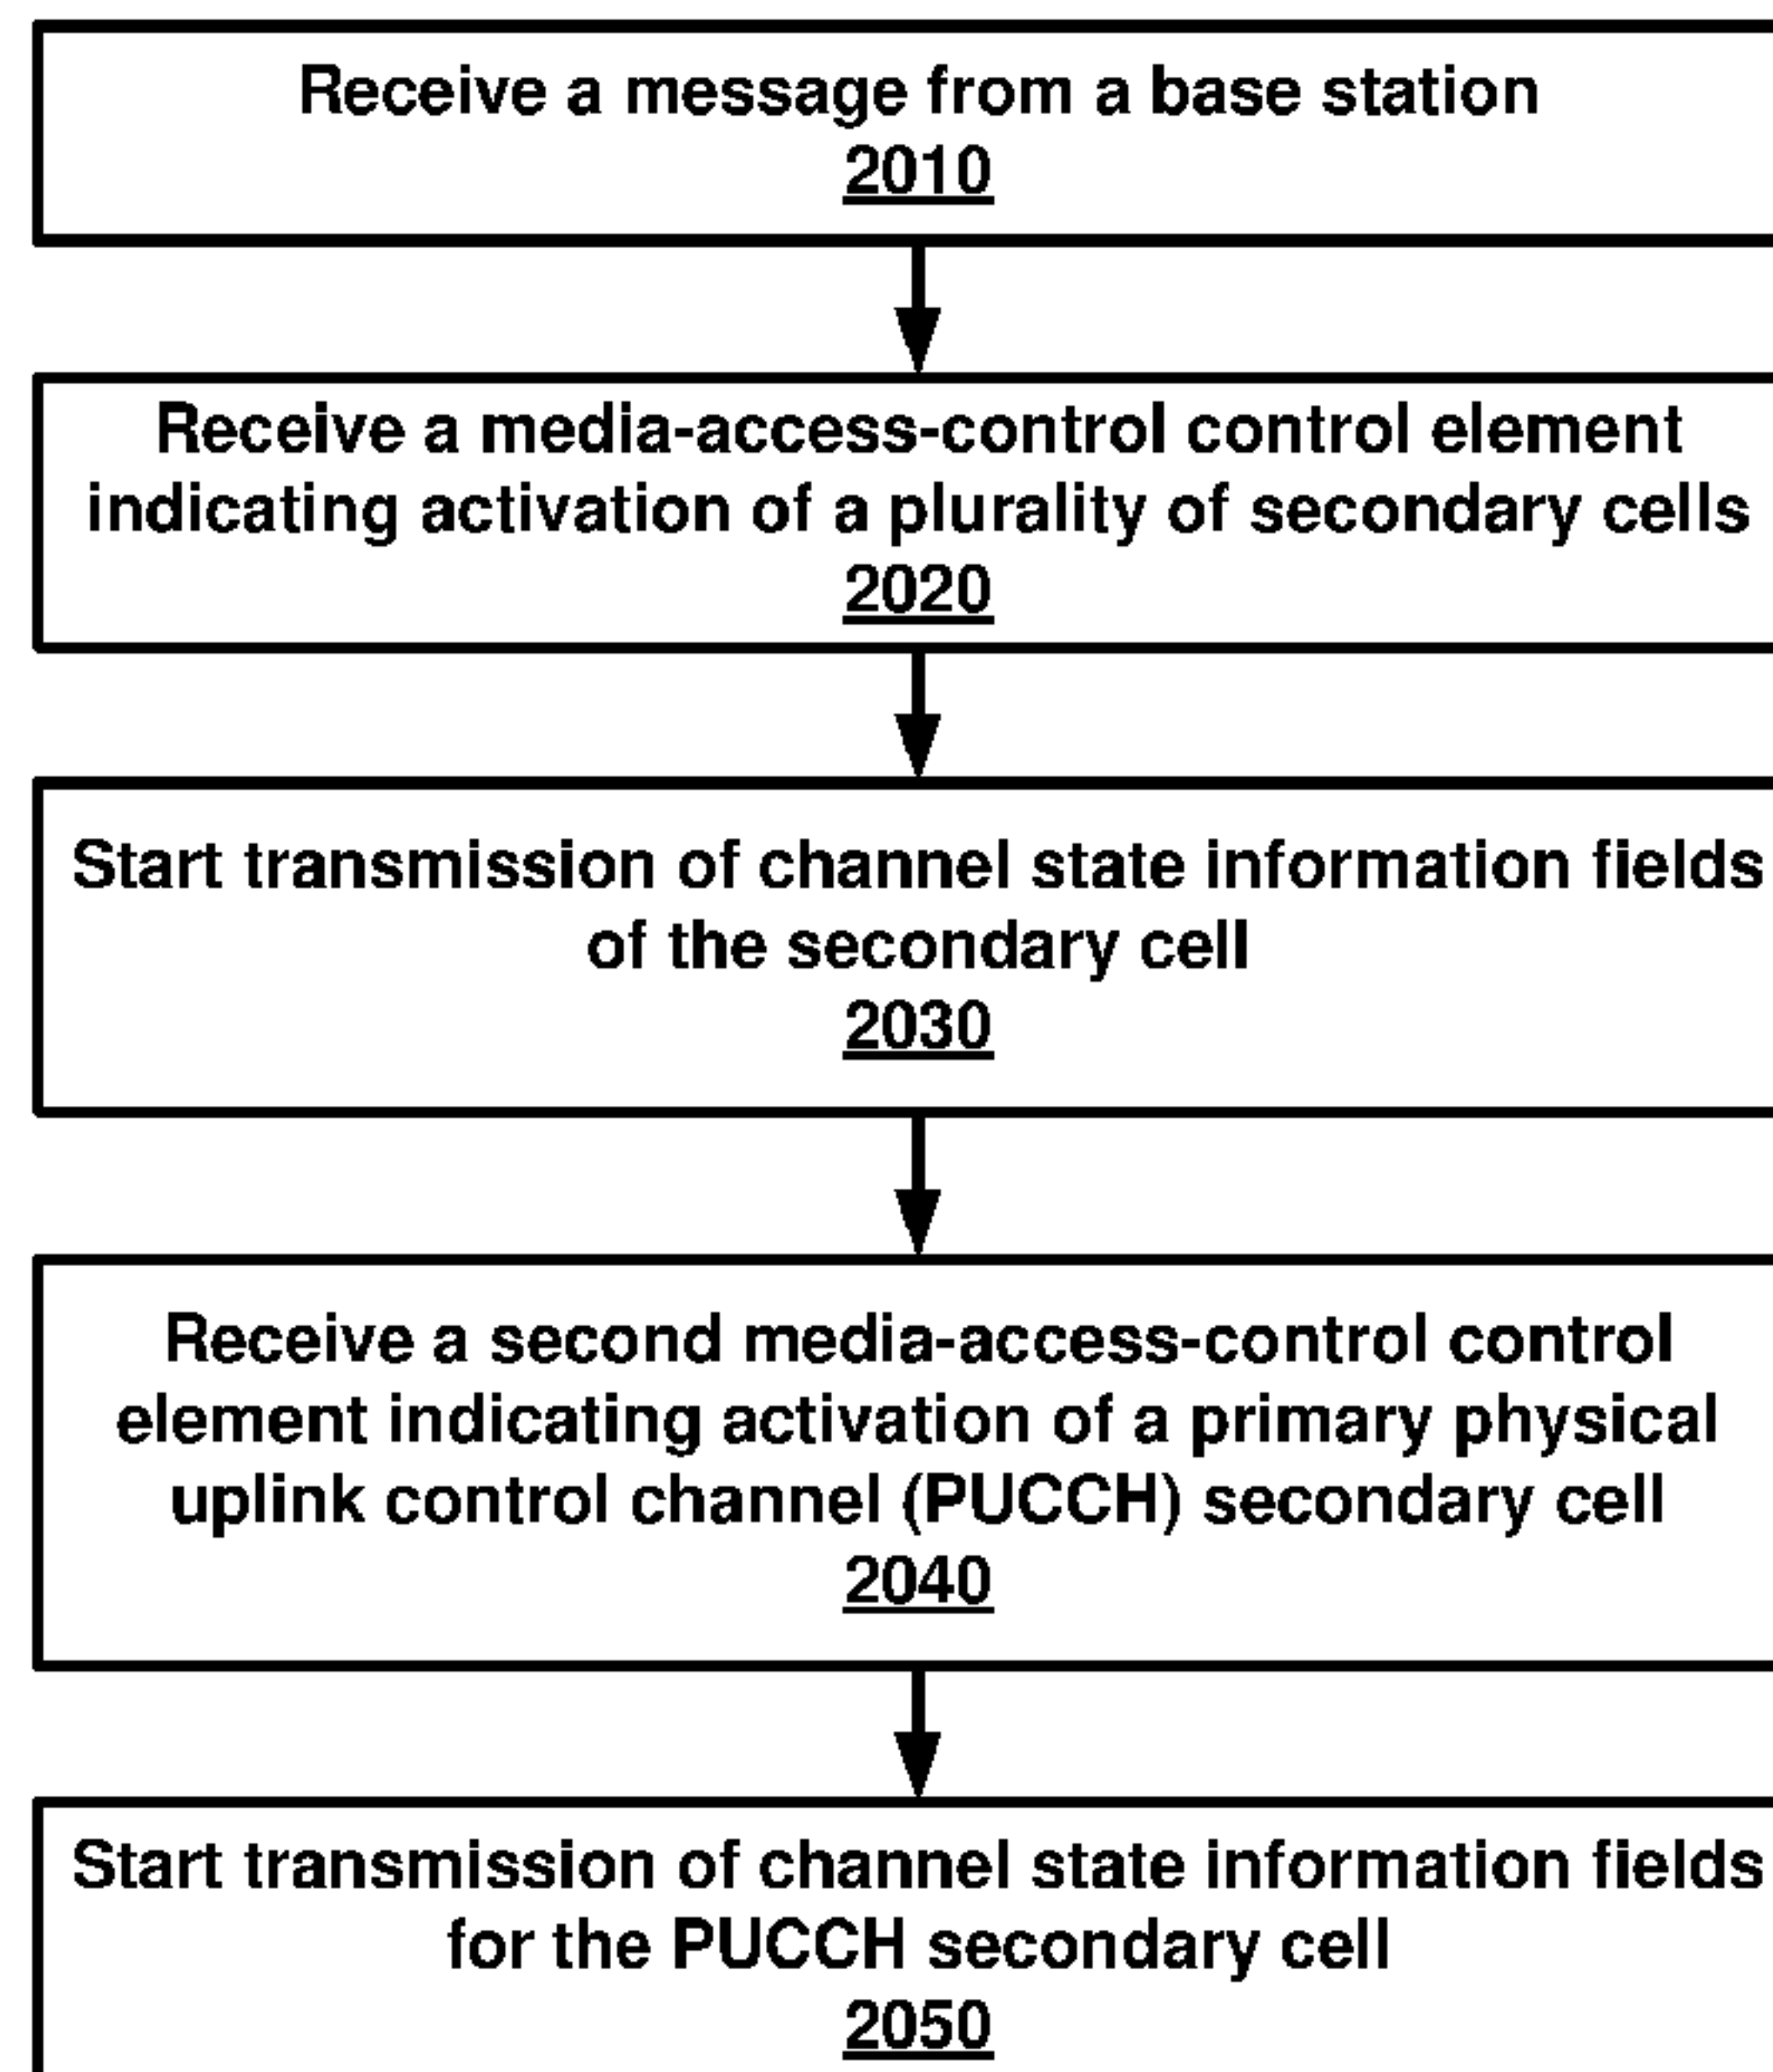 Receive a message from a base station
2010
Receive a media-access-control control element
indicating activation of a plurality of secondary cells
2020
Start transmission of channel state information fields
of the secondary cell
2030
Receive a second media-access-control control
element indicating activation of a primary physical
uplink control channel (PUCCH) secondary cell
2040
Start transmission of channel state information fields
for the PUCCH secondary cell
2050